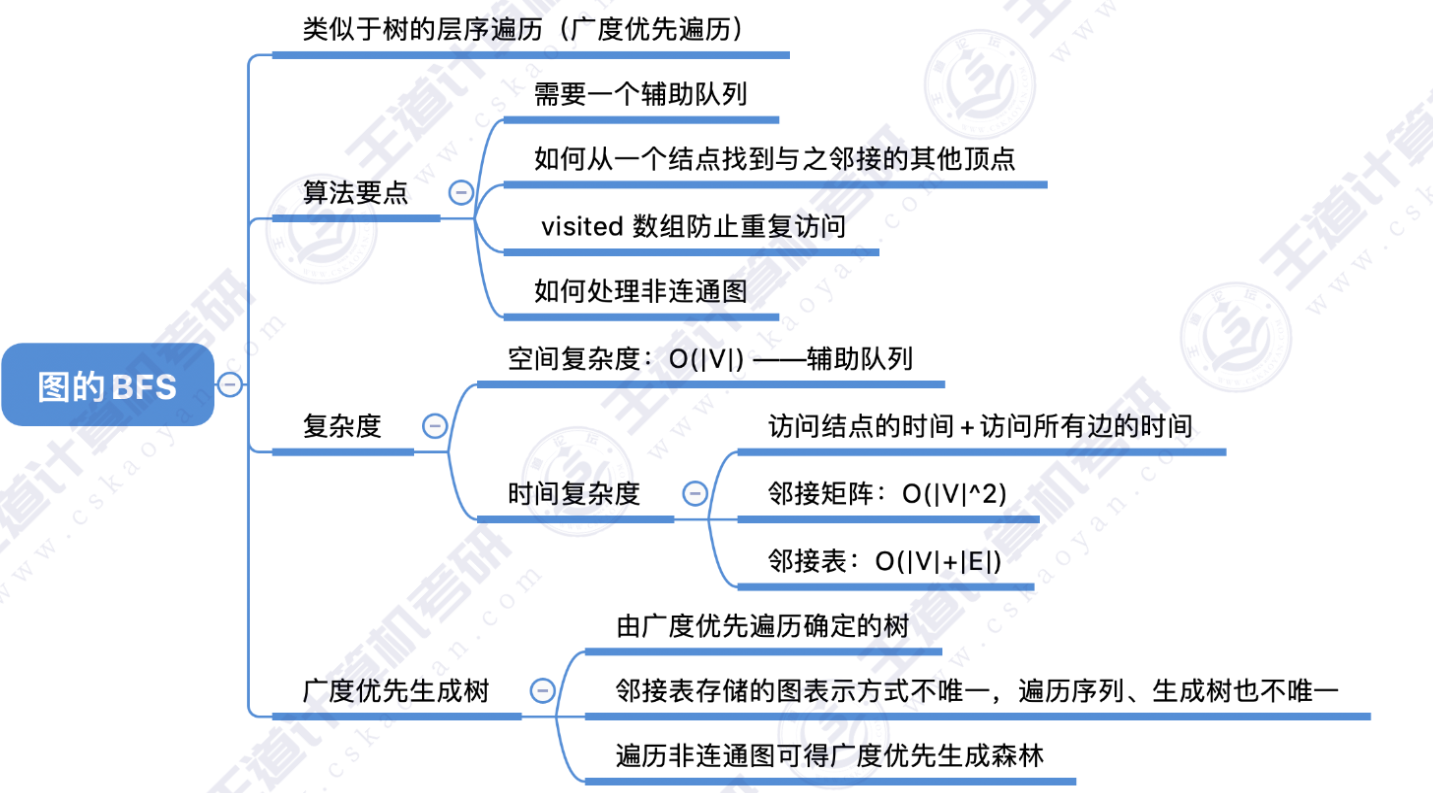 类似于树的层序遍历（广度优先遍历）
需要一个辅助队列
如何从一个结点找到与之邻接的其他顶点
算法要点
visited 数组防止重复访问
如何处理非连通图
图的BFS
空间复杂度：O(|V|) ——辅助队列
复杂度
访问结点的时间+访问所有边的时间
时间复杂度
邻接矩阵：O(|V|^2)
邻接表：O(|V|+|E|)
由广度优先遍历确定的树
广度优先生成树
邻接表存储的图表示方式不唯一，遍历序列、生成树也不唯一
遍历非连通图可得广度优先生成森林
王道计算机考研
www.cskaoyan.com